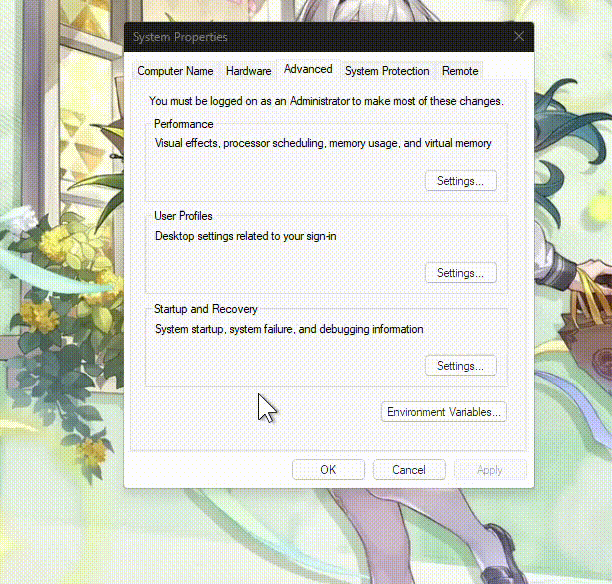 System Properties
Computer Name Hardware Advanced System Protection Remote
You must be logged on as an Administrator to make most of these changes.
Performance
Visual effects, processor scheduling, memory usage, and virtual memory
Settings...
User Profiles
Desktop settings related to your sign-in
Settings...
Startup and Recovery
System startup, system failure, and debugging information
Settings...
Environment Variables...
OK Cancel Apply